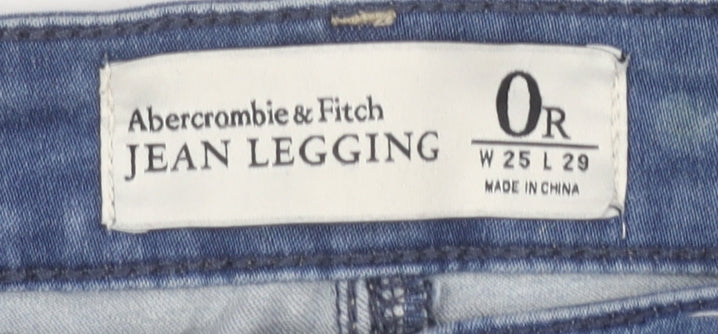 Abercrombie & Fitch
JEAN LEGGING
0R
W 25 L 29
MADE IN CHINA